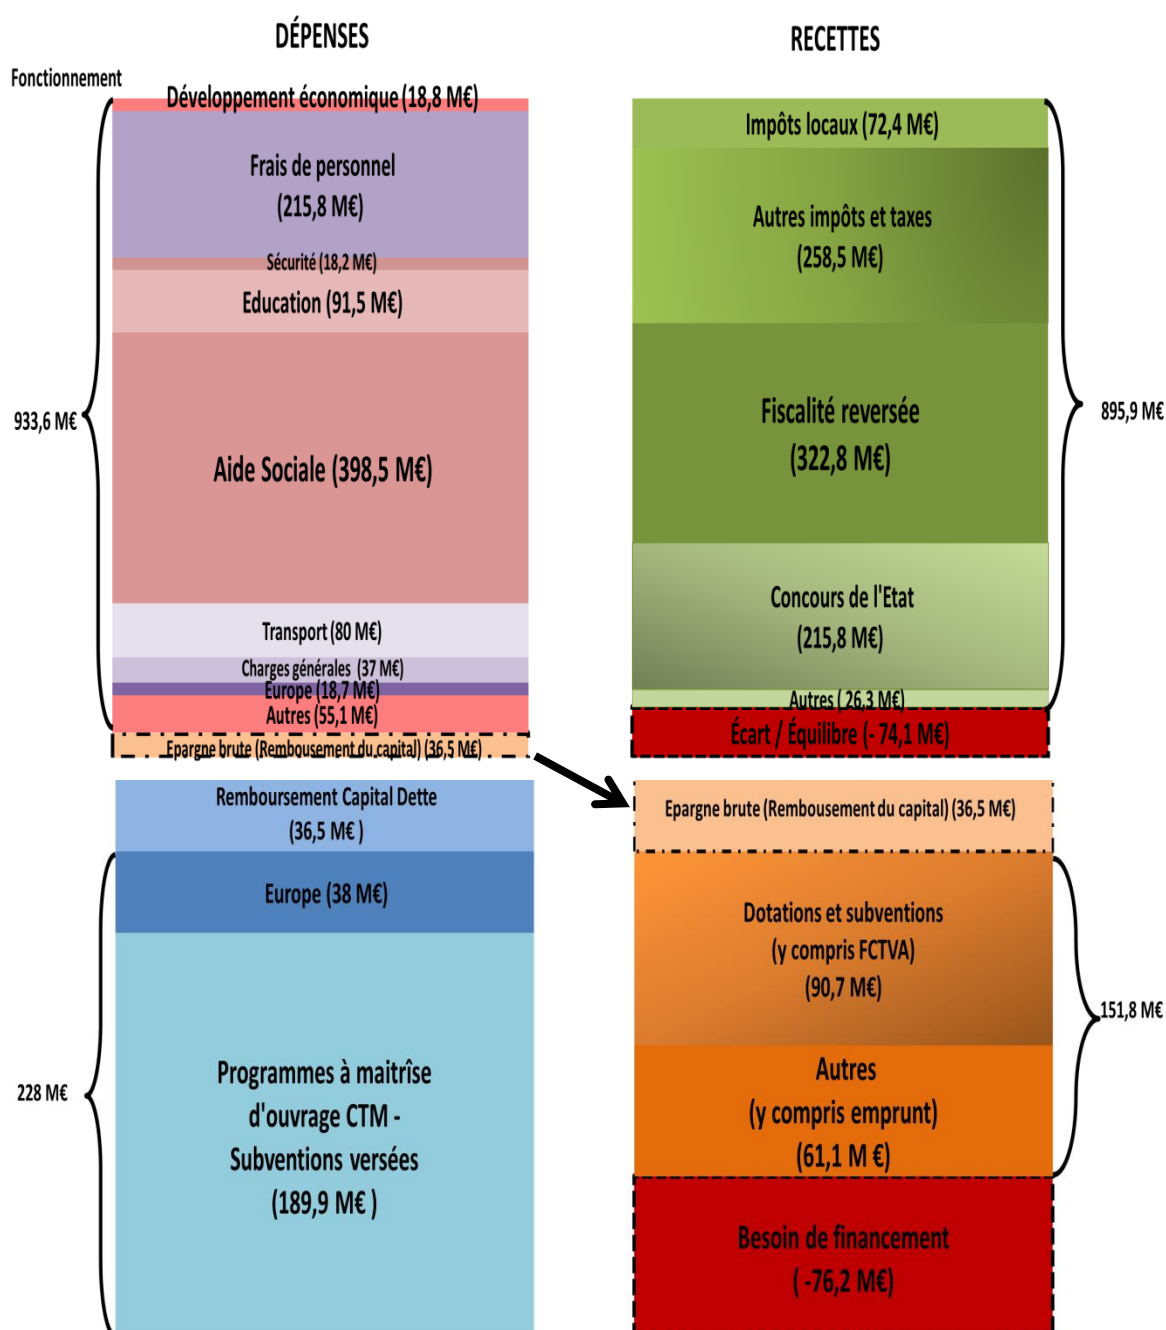 DÉPENSES
RECETTES
Fonctionnement
Développement économique (18,8 M€)
Frais de personnel
(215,8 M€)
Sécurité (18,2 M€)
Education (91,5 M€)
933,6 M€
Aide Sociale (398,5 M€)
Transport (80 M€)
Charges générales (37 M€)
Europe (18,7 M€)
Autres (55,1 M€)
Epargne brute (Rembousement du capital) (36,5 M€)
Impôts locaux (72,4 M€)
Autres impôts et taxes
(258,5 M€)
Fiscalité reversée
(322,8 M€)
895,9 M€
Concours de l'Etat
(215,8 M€)
Autres ( 26,3 M€)
Écart / Équilibre (- 74,1 M€)
Remboursement Capital Dette
(36,5 M€ )
Europe (38 M€)
Programmes à maitrîse
d'ouvrage CTM -
Subventions versées
(189,9 M€ )
228 M€
Epargne brute (Rembousement du capital) (36,5 M€)
Dotations et subventions
(y compris FCTVA)
(90,7 M€)
151,8 M€
Autres
(y compris emprunt)
(61,1 M €)
Besoin de financement
( -76,2 M€)